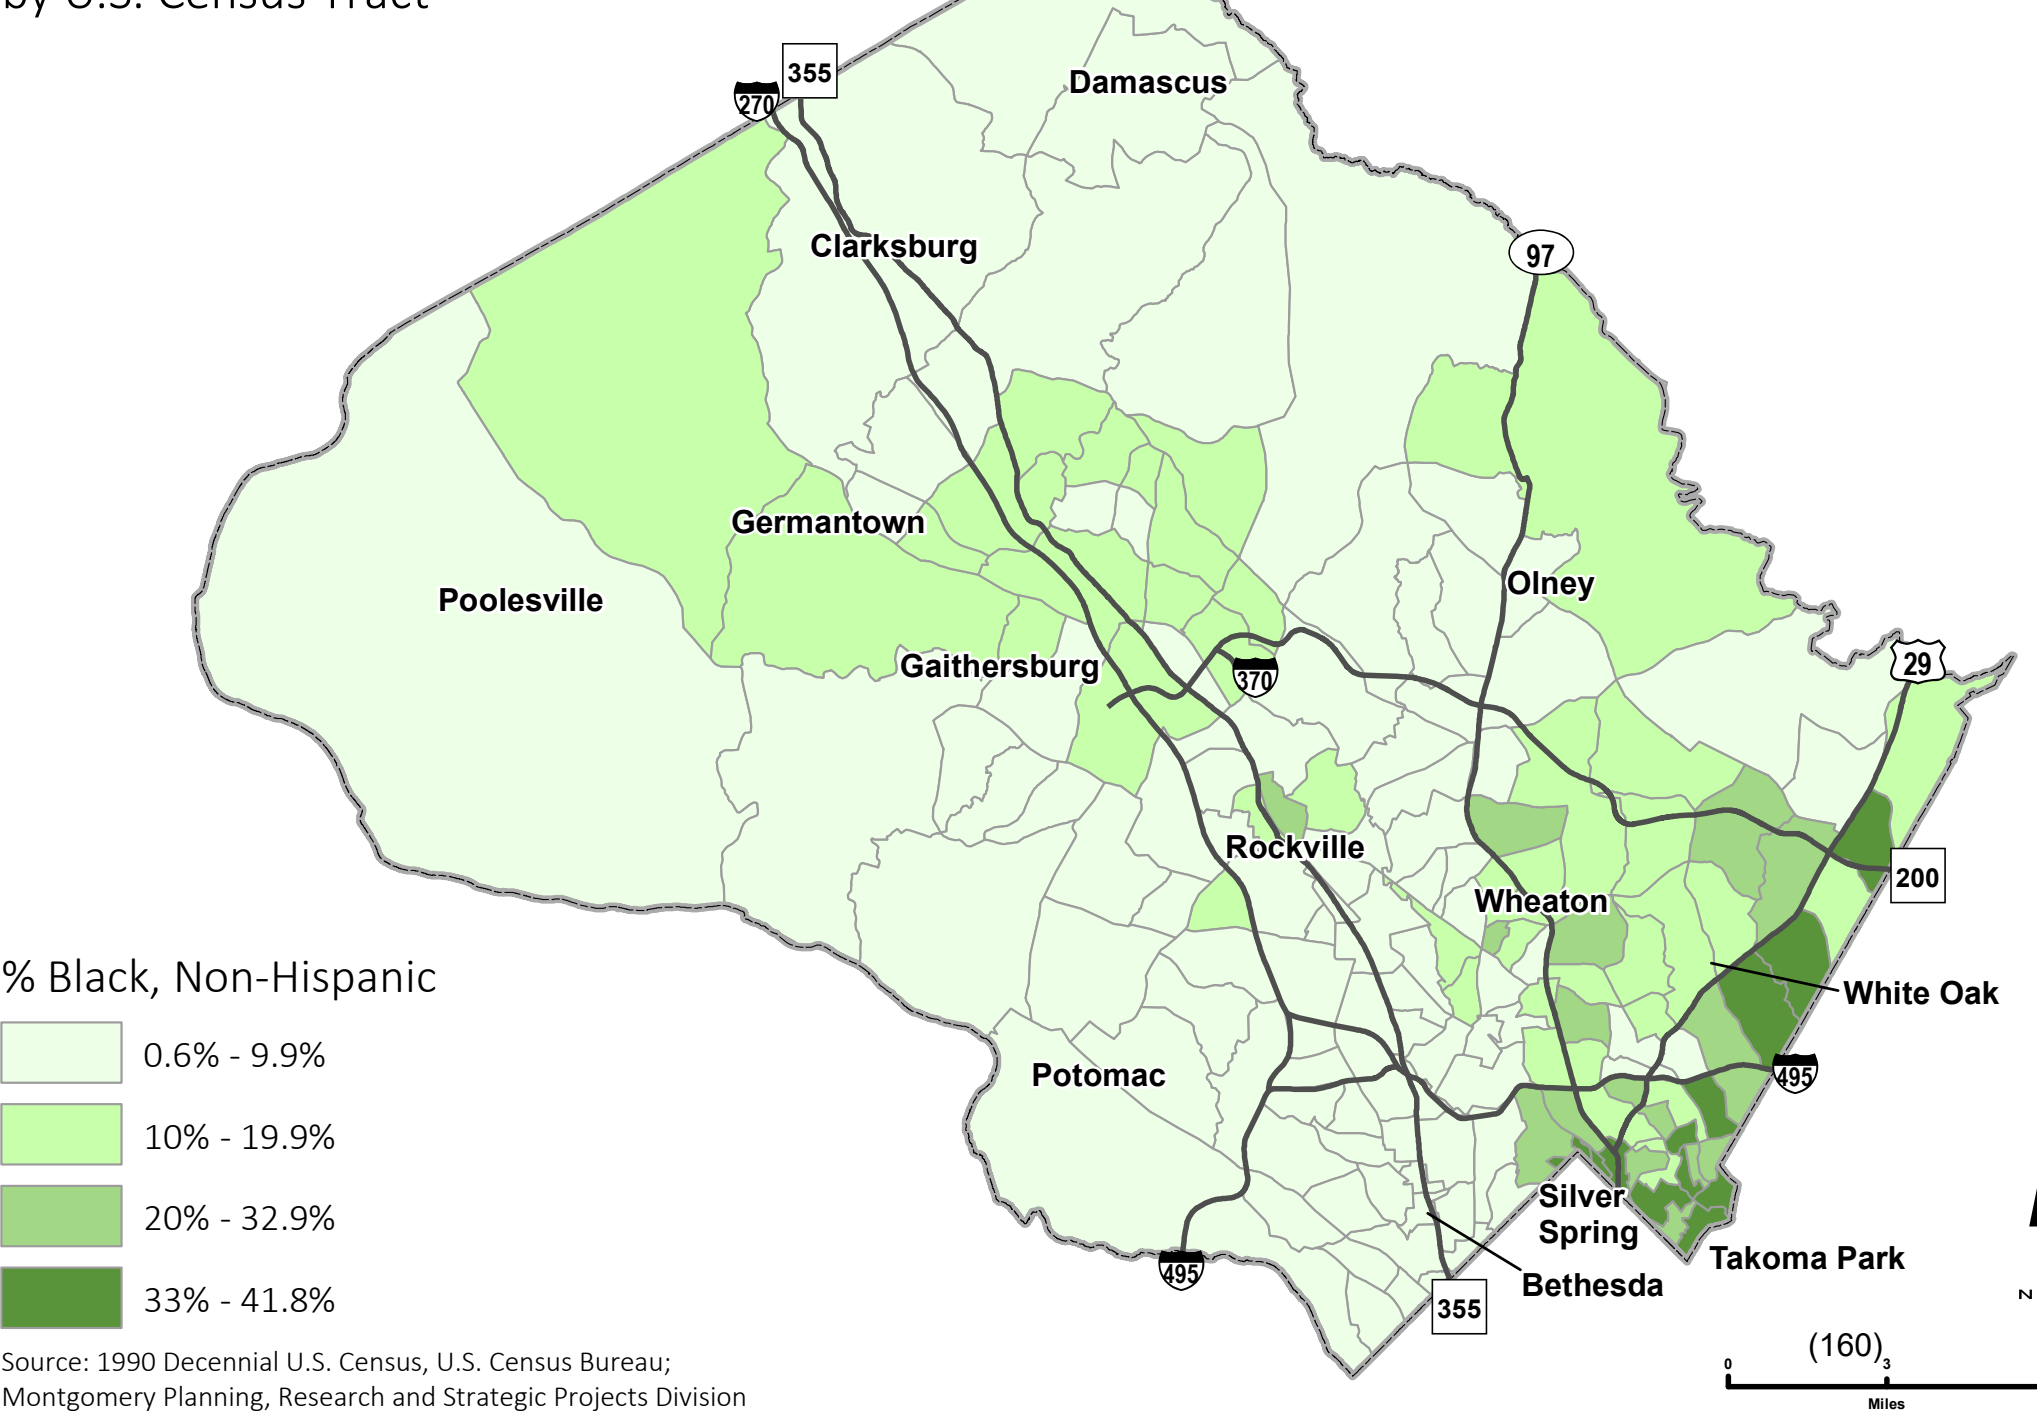 by U.S. Census Tract
355
270
Damascus
Clarksburg
97
Germantown
Olney
Poolesville
Gaithersburg
370
29
Rockville
200
Wheaton
White Oak
% Black, Non-Hispanic
0.6% - 9.9%
10% - 19.9%
20% - 32.9%
33% - 41.8%
Potomac
495
Silver
Spring
Takoma Park
Bethesda
495
355
Source: 1990 Decennial U.S. Census, U.S. Census Bureau;
Montgomery Planning, Research and Strategic Projects Division
N
(160)
0 3
Miles